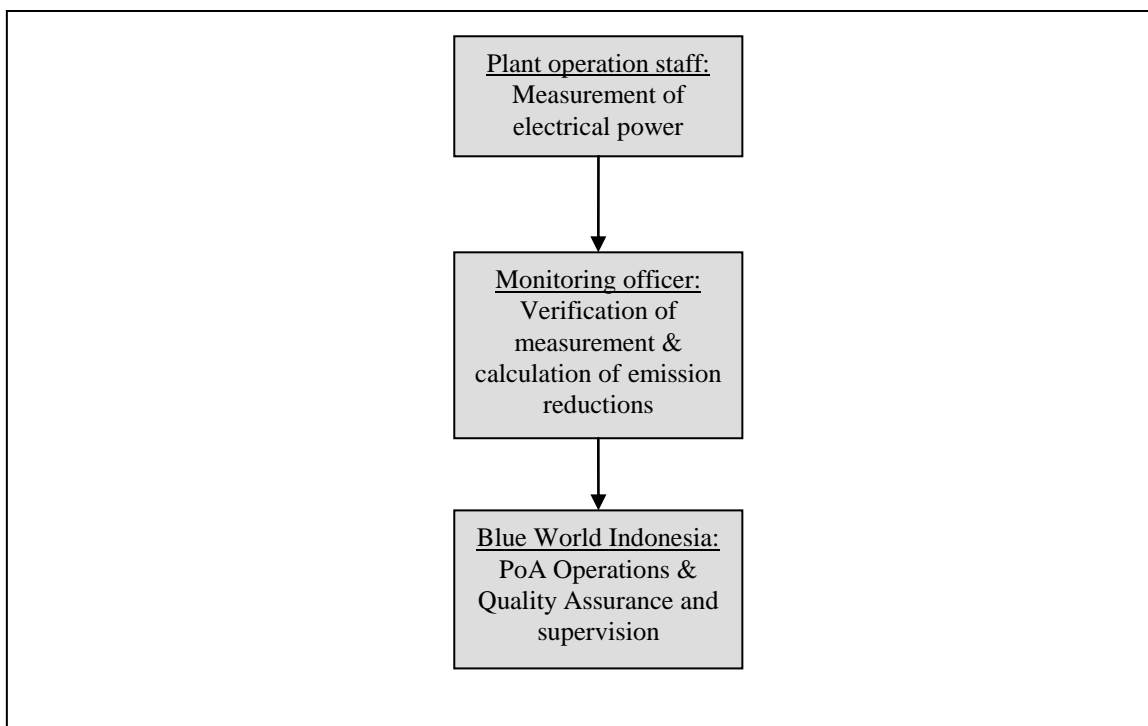 Plant operation staff:
Measurement of
electrical power
Monitoring officer:
Verification of
measurement &
calculation of emission
reductions
Blue World Indonesia:
PoA Operations &
Quality Assurance and
supervision